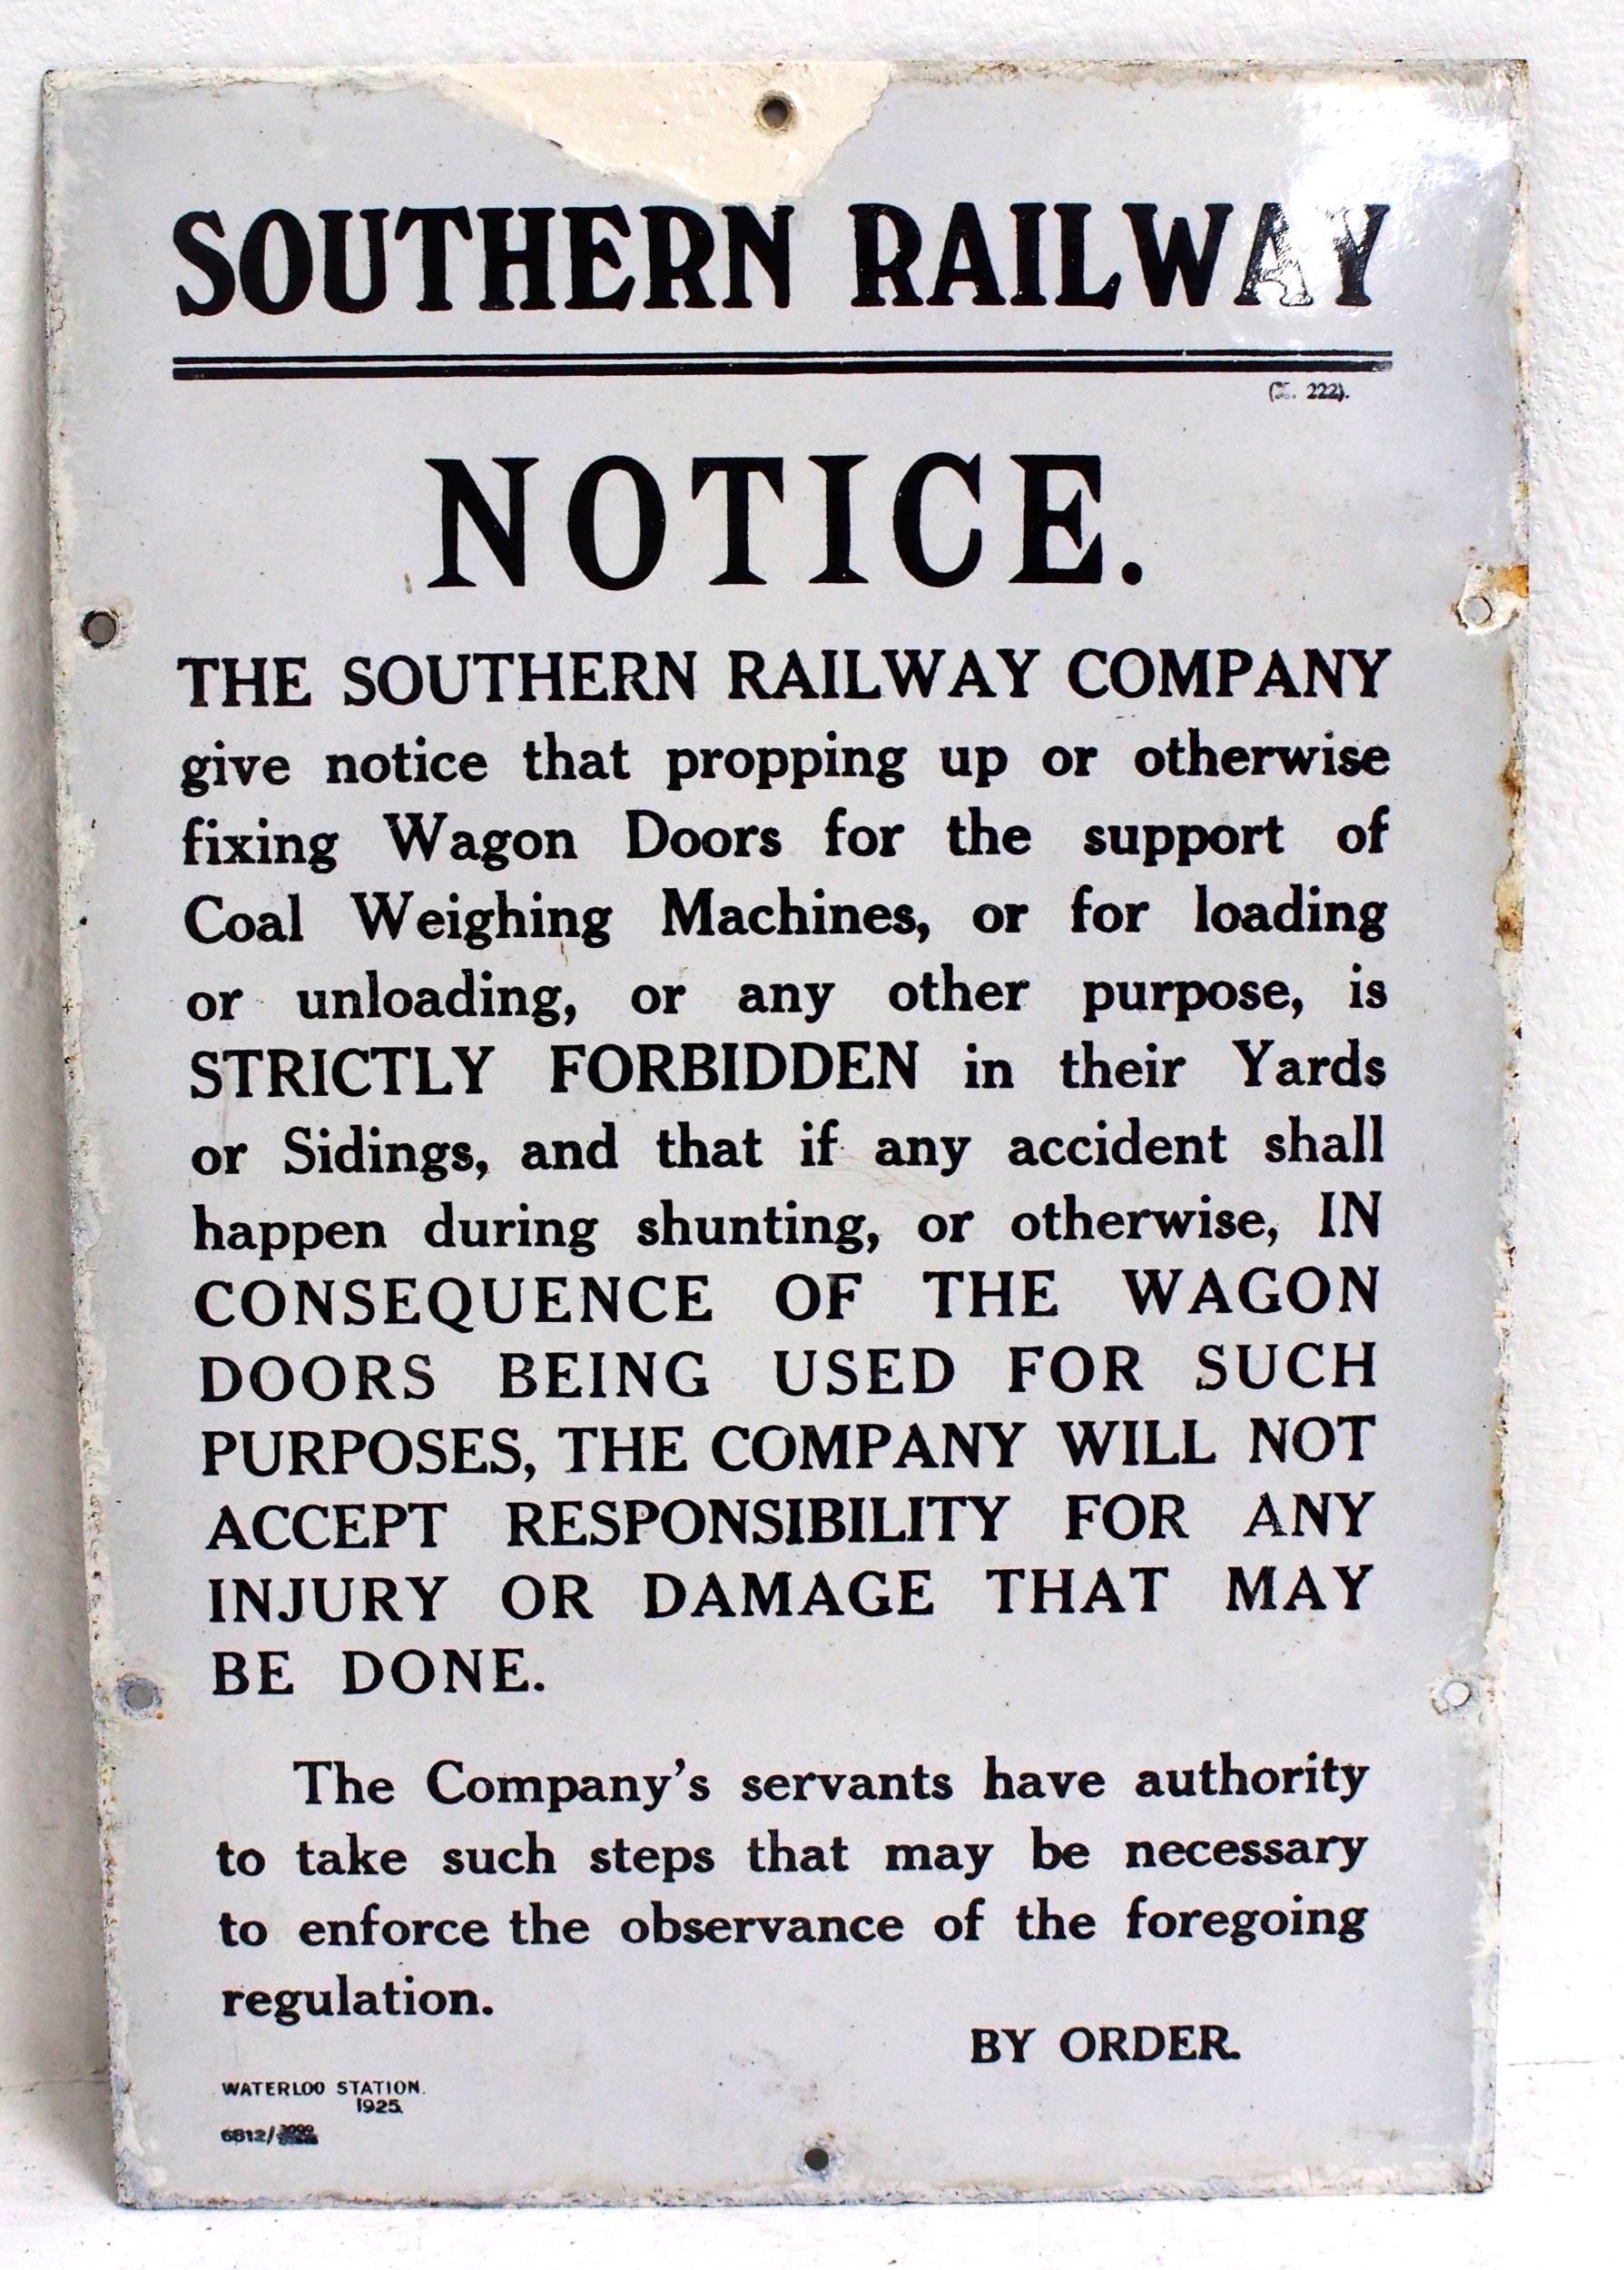 SOUTHERN RAILWAY
222).
NOTICE.
THE SOUTHERN RAILWAY COMPANY
give notice that propping up or otherwise
fixing Wagon Doors for the support of
Coal Weighing Machines, or for loading
or unloading, or any other purpose, is
STRICTLY FORBIDDEN in their Yards
or Sidings, and that if any accident shall
happen during shunting, or otherwise, IN
CONSEQUENCE OF THE WAGON
DOORS BEING USED FOR SUCH
PURPOSES, THE COMPANY WILL NOT
ACCEPT RESPONSIBILITY FOR ANY
INJURY OR DAMAGE THAT MAY
BE DONE.
The Company's servants have authority
to take such steps that may be necessary
to enforce the observance of the foregoing
regulation.
BY ORDER.
WATERLOO STATION.
1925.